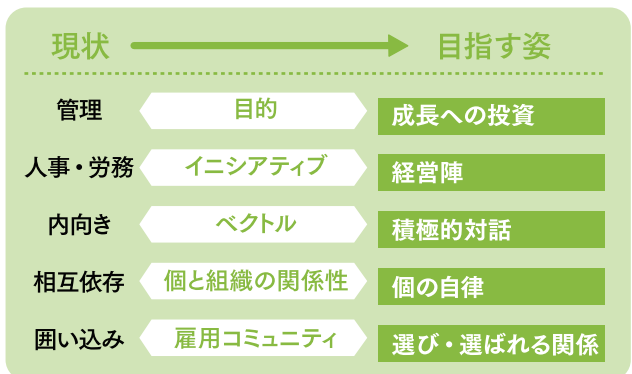 現状 目指す姿
管理 目的 成長への投資
人事・労務 イニシアティブ 経営陣
内向き ベクトル 積極的対話
相互依存 個と組織の関係性 個の自律
囲い込み 雇用コミュニティ 選び・選ばれる関係